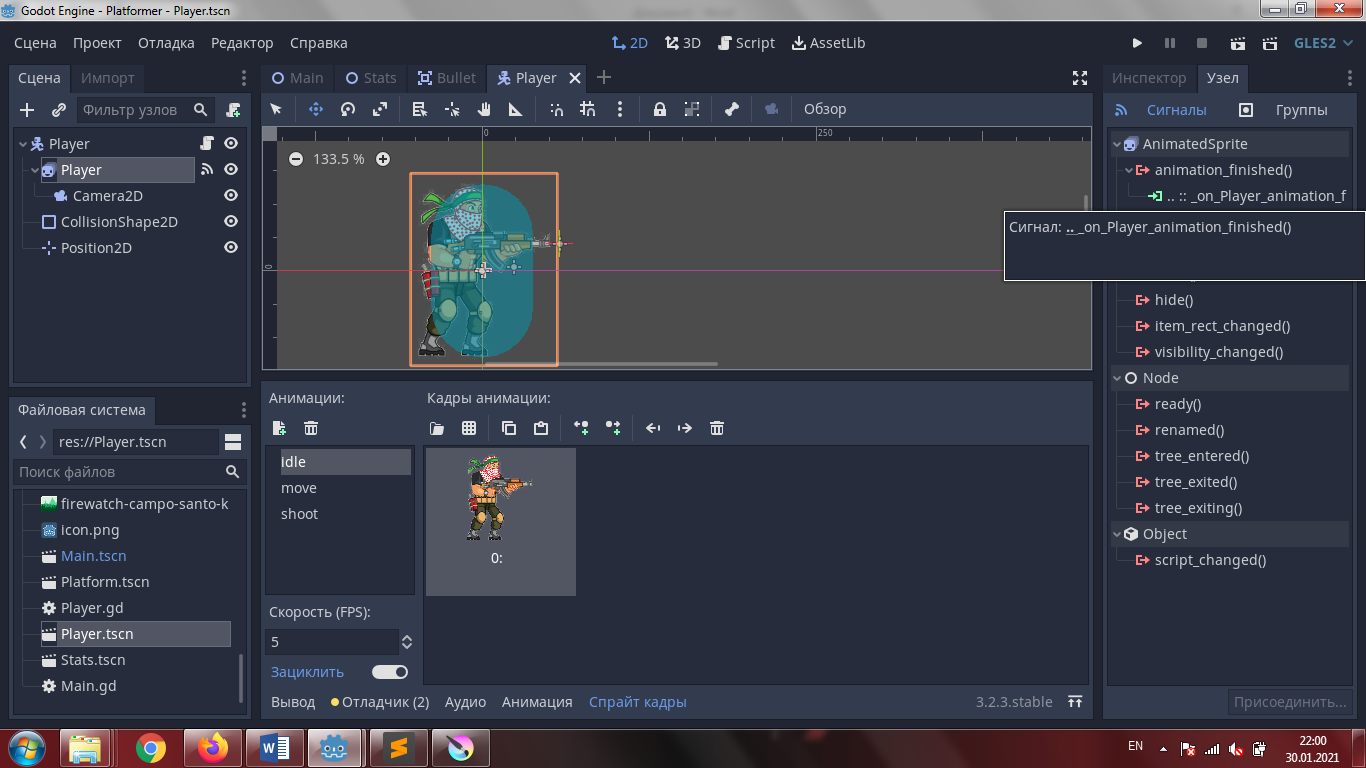 Godot Engine - Platformer - Player.tscn
Сцена Проект Отладка Редактор Справка
2D 3D Script AssetLib
GLES2
Сцена Импорт
Фильтр узлов
Player
Player
Camera2D
CollisionShape2D
Position2D
Файловая система
res://Player.tscn
Поиск файлов
firewatch-campo-santo-k
icon.png
Main.tscn
Platform.tscn
Player.gd
Player.tscn
Stats.tscn
Main.gd
Main Stats Bullet Player
Обзор
0 250
133.5 %
0
Анимации:
idle
move
shoot
Скорость (FPS):
5
Зациклить
Кадры анимации:
0:
Вывод Отладчик (2) Аудио Анимация Спрайт кадры 3.2.3.stable
Инспектор Узел
Сигналы Группы
AnimatedSprite
animation_finished()
.. :: _on_Player_animation_f
Сигнал: .. _on_Player_animation_finished()
hide()
item_rect_changed()
visibility_changed()
Node
ready()
renamed()
tree_entered()
tree_exited()
tree_exiting()
Object
script_changed()
Присоединить...
EN
22:00
30.01.2021